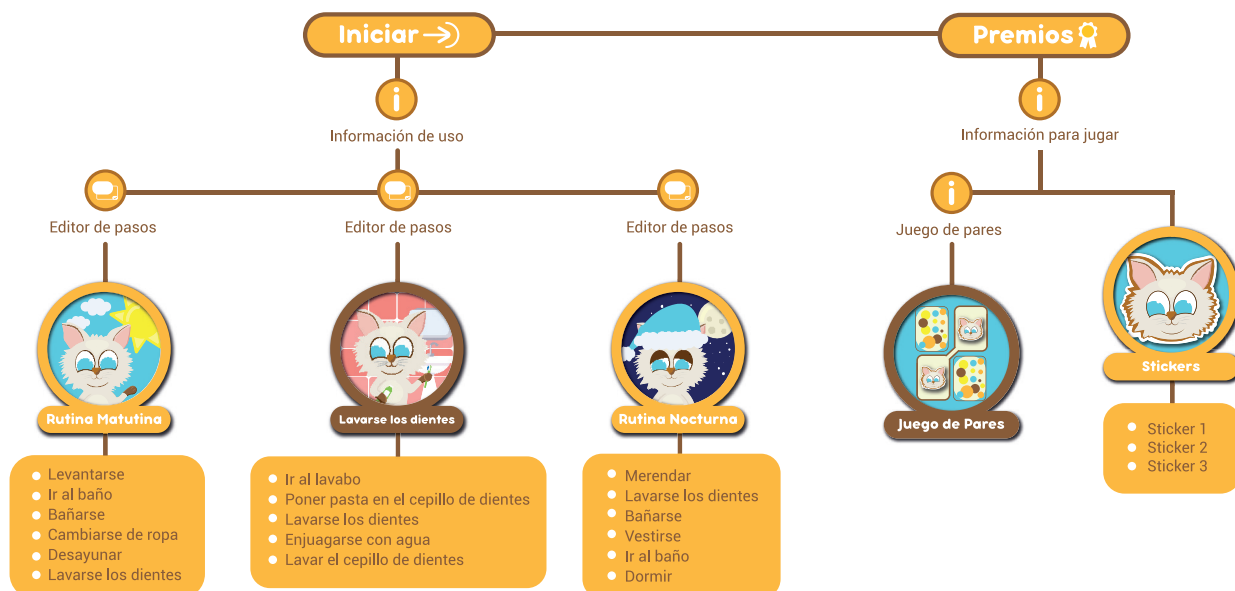 Iniciar
Premios
Información de uso
Información para jugar
Editor de pasos
Editor de pasos
Editor de pasos
Juego de pares
Rutina Matutina
Lavarse los dientes
Rutina Nocturna
Juego de Pares
Stickers
Levantarse
Ir al baño
Bañarse
Cambiarse de ropa
Desayunar
Lavarse los dientes
Ir al lavabo
Poner pasta en el cepillo de dientes
Lavarse los dientes
Enjuagarse con agua
Lavar el cepillo de dientes
Merendar
Lavarse los dientes
Bañarse
Vestirse
Ir al baño
Dormir
Sticker 1
Sticker 2
Sticker 3